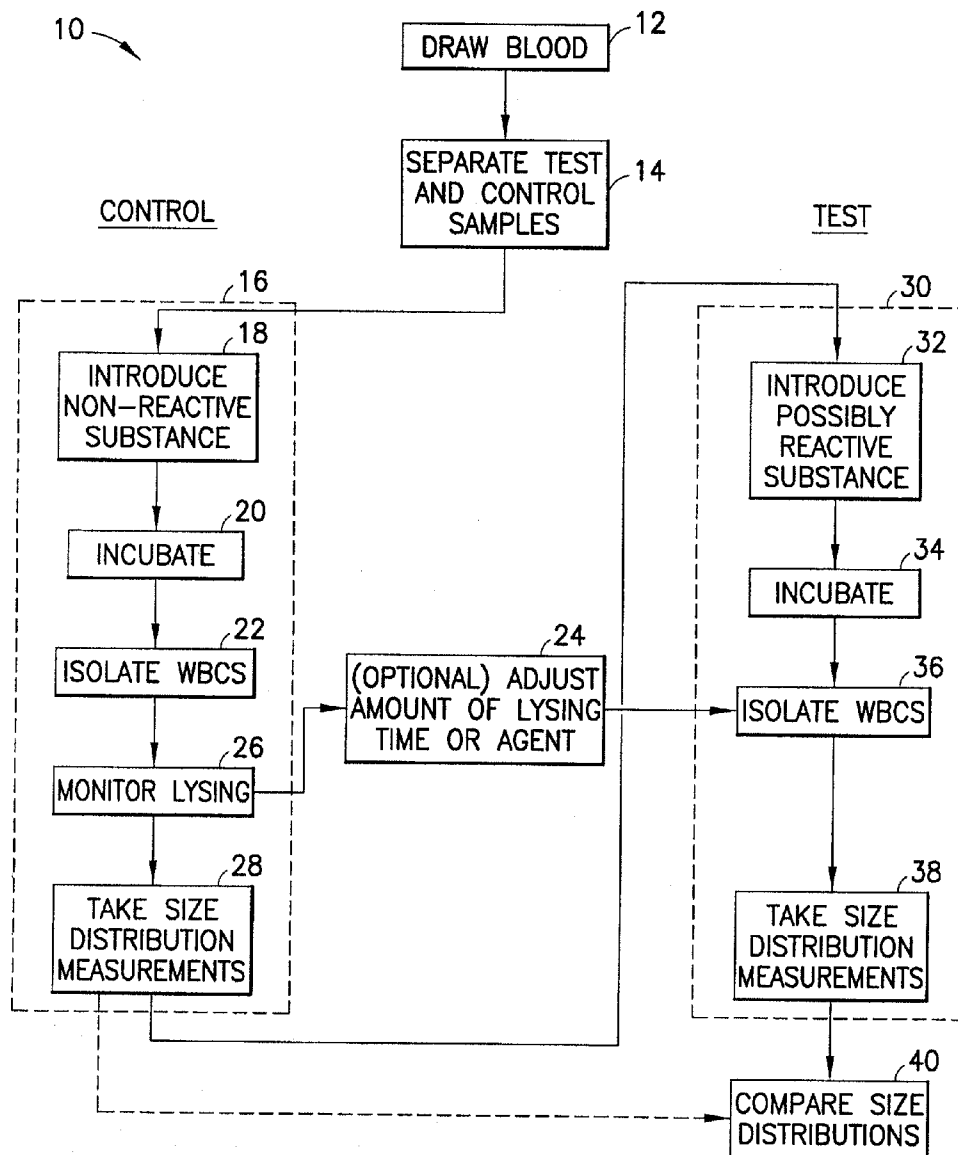 10
DRAW BLOOD
12
SEPARATE TEST
AND CONTROL
SAMPLES
14
CONTROL
TEST
16
18
INTRODUCE
NON-REACTIVE
SUBSTANCE
20
INCUBATE
22
ISOLATE WBCS
26
MONITOR LYSING
28
TAKE SIZE
DISTRIBUTION
MEASUREMENTS
24
(OPTIONAL) ADJUST
AMOUNT OF LYSING
TIME OR AGENT
30
32
INTRODUCE
POSSIBLY
REACTIVE
SUBSTANCE
34
INCUBATE
36
ISOLATE WBCS
38
TAKE SIZE
DISTRIBUTION
MEASUREMENTS
40
COMPARE SIZE
DISTRIBUTIONS